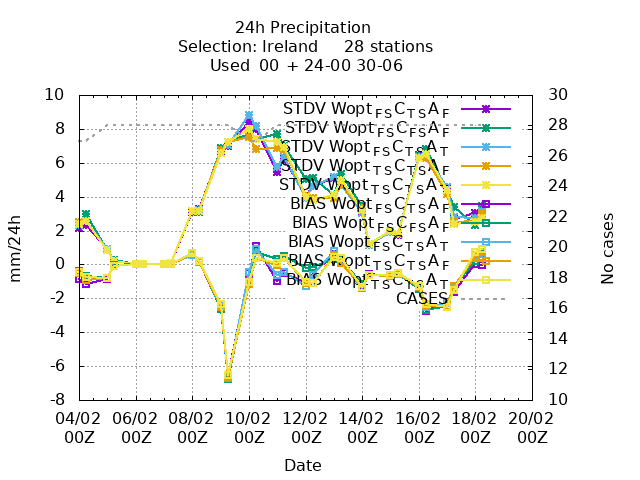 24h Precipitation
Selection: Ireland 28 stations
Used 00 + 24-00 30-06
mm/24h
10
8
6
4
2
0
-2
-4
-6
-8
30
28
26
24
22
20
18
16
14
12
10
No cases
STDV Wopt FS C TS A F
STDV Wopt FS C FS A F
STDV Wopt FS C TS A T
STDV Wopt TS C TS A F
STDV Wopt TS C TS A T
BIAS Wopt FS C TS A F
BIAS Wopt FS C FS A F
BIAS Wopt FS C TS A T
BIAS Wopt TS C TS A F
BIAS Wopt TS C TS A T
CASES
04/02 06/02 08/02 10/02 12/02 14/02 16/02 18/02 20/02
00Z 00Z 00Z 00Z 00Z 00Z 00Z 00Z 00Z
Date